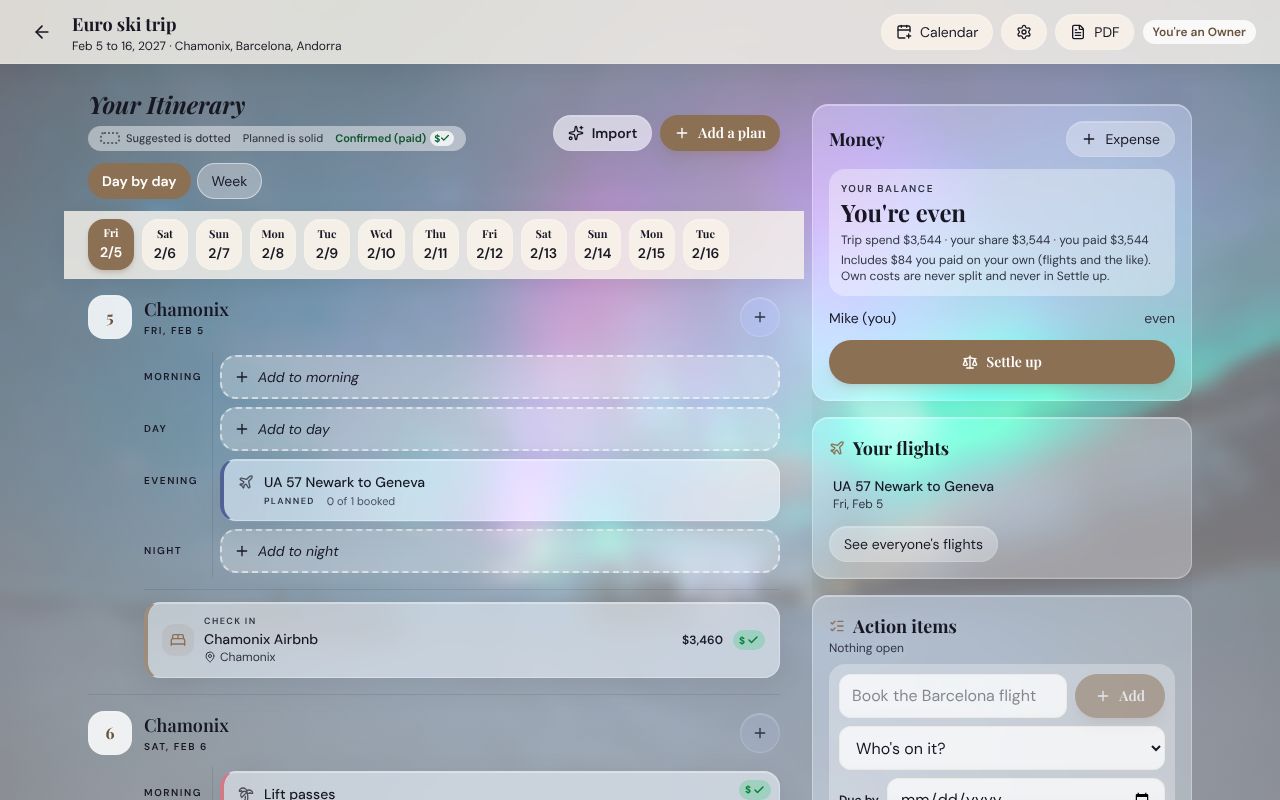 Euro ski trip
Feb 5 to 16, 2027 · Chamonix, Barcelona, Andorra
Calendar
PDF
You're an Owner
Your Itinerary
Suggested is dotted Planned is solid Confirmed (paid) $✓
Import
+ Add a plan
Day by day
Week
Fri 2/5
Sat 2/6
Sun 2/7
Mon 2/8
Tue 2/9
Wed 2/10
Thu 2/11
Fri 2/12
Sat 2/13
Sun 2/14
Mon 2/15
Tue 2/16
5
Chamonix
FRI, FEB 5
+
MORNING
+ Add to morning
DAY
+ Add to day
EVENING
UA 57 Newark to Geneva
PLANNED 0 of 1 booked
NIGHT
+ Add to night
CHECK IN
Chamonix Airbnb
Chamonix
$3,460 $✓
6
Chamonix
SAT, FEB 6
+
MORNING
Lift passes
$✓
Money
+ Expense
YOUR BALANCE
You're even
Trip spend $3,544 · your share $3,544 · you paid $3,544
Includes $84 you paid on your own (flights and the like).
Own costs are never split and never in Settle up.
Mike (you) even
Settle up
Your flights
UA 57 Newark to Geneva
Fri, Feb 5
See everyone's flights
Action items
Nothing open
Book the Barcelona flight
+ Add
Who's on it?
Due by mm/dd/yyyy